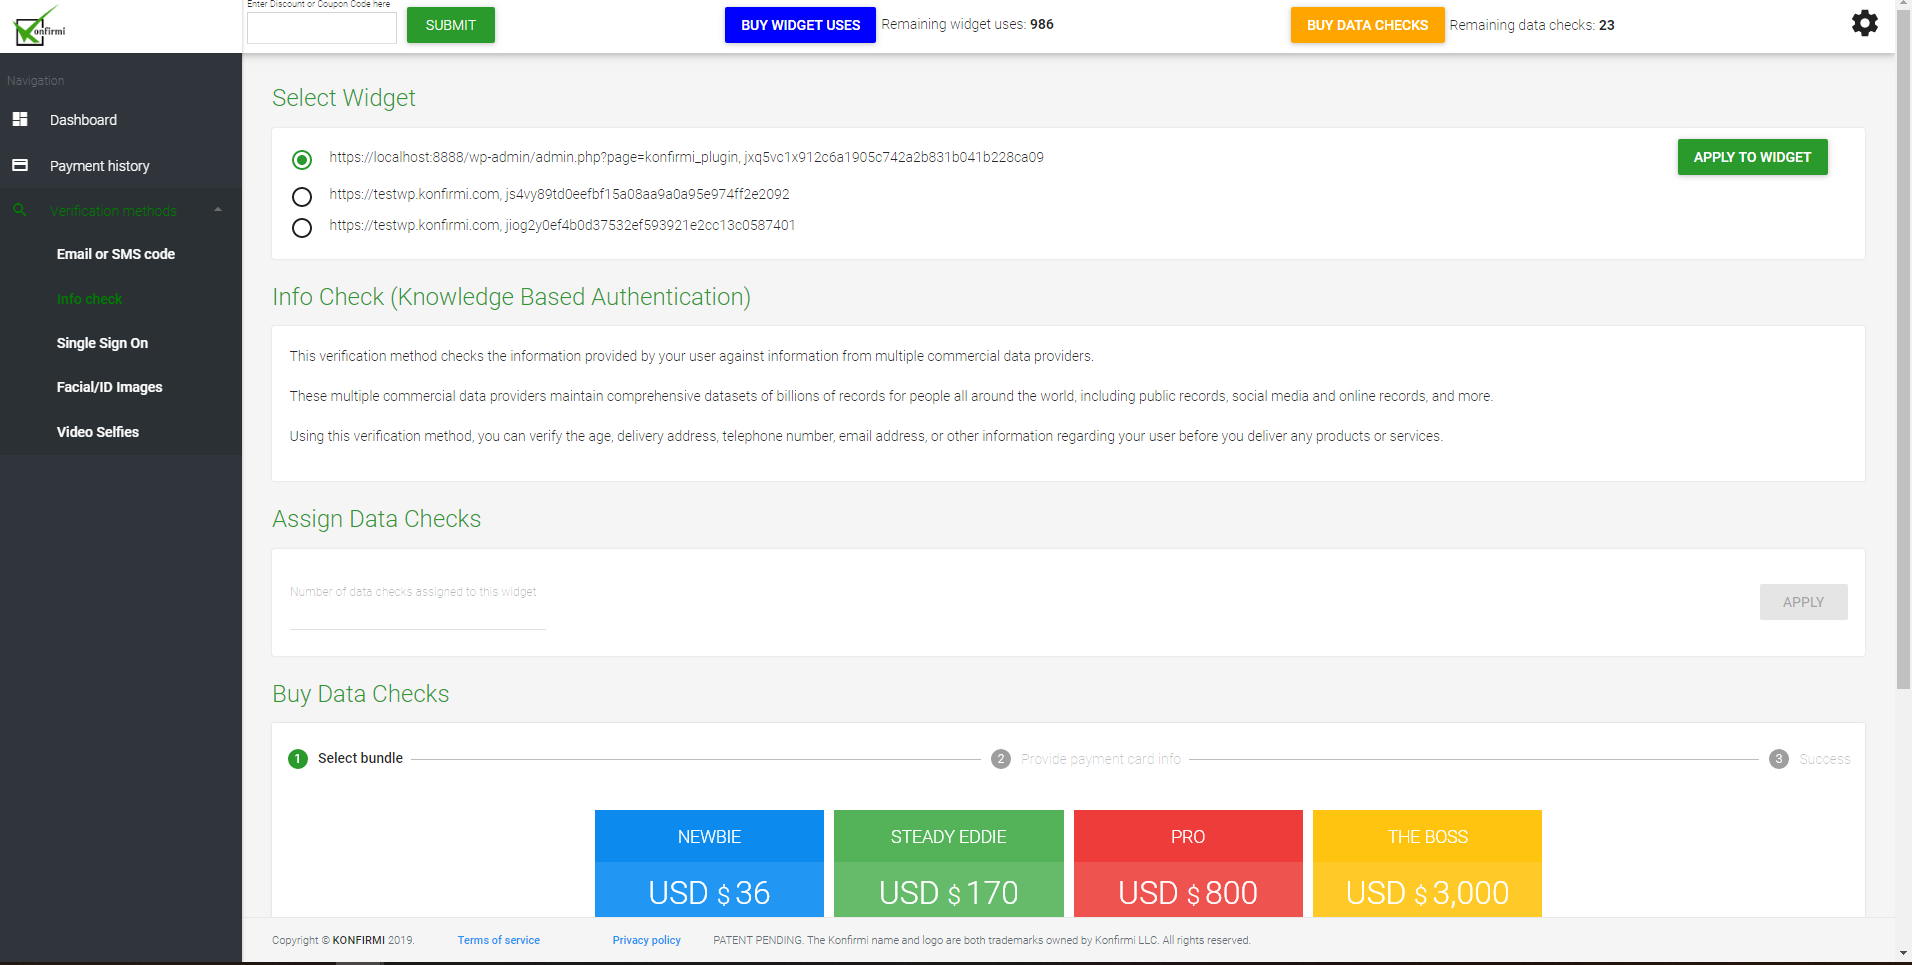 Konfirmi
Enter Discount or Coupon Code here
SUBMIT
BUY WIDGET USES Remaining widget uses: 986
BUY DATA CHECKS Remaining data checks: 23
Navigation
Dashboard
Payment history
Verification methods
Email or SMS code
Info check
Single Sign On
Facial/ID Images
Video Selfies
Select Widget
https://localhost:8888/wp-admin/admin.php?page=konfirmi_plugin, jxq5vc1x912c6a1905c742a2b831b041b228ca09
APPLY TO WIDGET
https://testwp.konfirmi.com, js4vy89td0eefbf15a08aa9a0a95e974ff2e2092
https://testwp.konfirmi.com, jiog2y0ef4b0d37532ef593921e2cc13c0587401
Info Check (Knowledge Based Authentication)
This verification method checks the information provided by your user against information from multiple commercial data providers.
These multiple commercial data providers maintain comprehensive datasets of billions of records for people all around the world, including public records, social media and online records, and more.
Using this verification method, you can verify the age, delivery address, telephone number, email address, or other information regarding your user before you deliver any products or services.
Assign Data Checks
Number of data checks assigned to this widget
APPLY
Buy Data Checks
1 Select bundle
2 Provide payment card info
3 Success
NEWBIE
USD $ 36
STEADY EDDIE
USD $ 170
PRO
USD $ 800
THE BOSS
USD $ 3,000
Copyright © KONFIRMI 2019. Terms of service Privacy policy PATENT PENDING. The Konfirmi name and logo are both trademarks owned by Konfirmi LLC. All rights reserved.